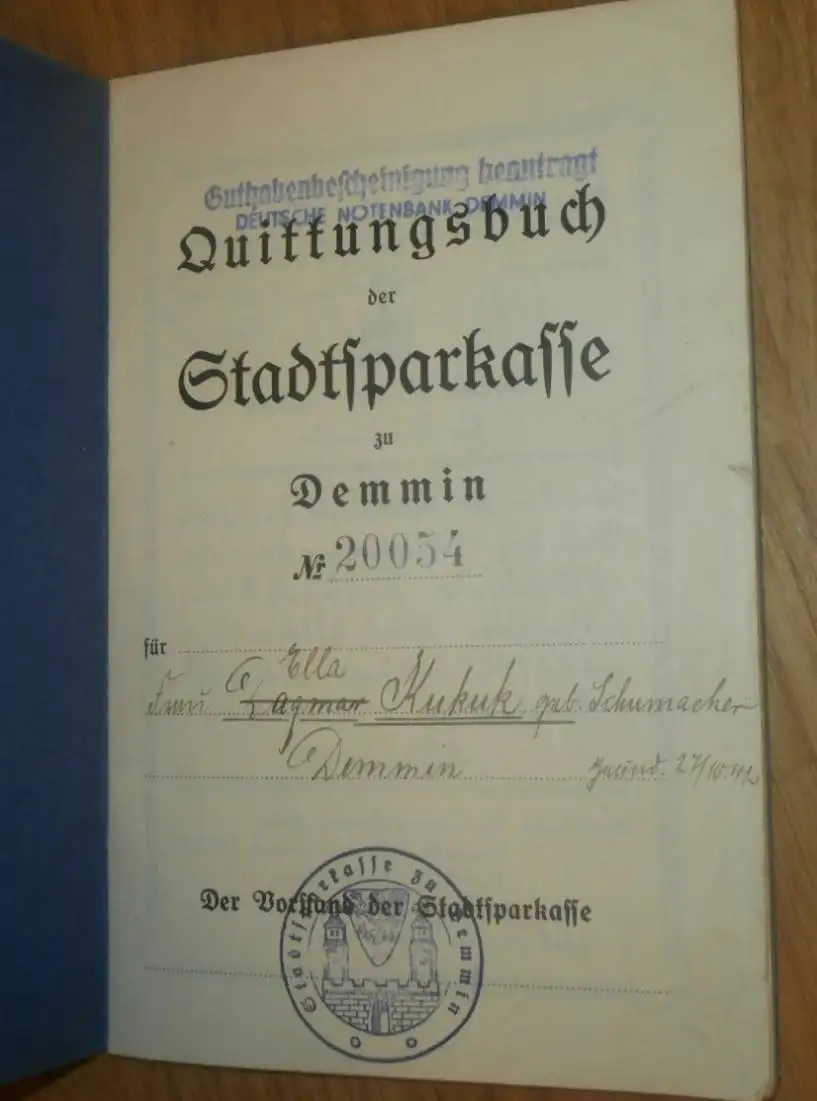 Guthabenbescheinigung beantragt
DEUTSCHE NOTENBANK DEMMIN
Quittungsbuch
der
Stadtsparkasse
zu
Demmin
№ 20054
für
Ella
Frau Dagmar Kukuk geb. Schumacher
Demmin
Der Vorstand der Stadtsparkasse
Stadtsparkasse zu Demmin